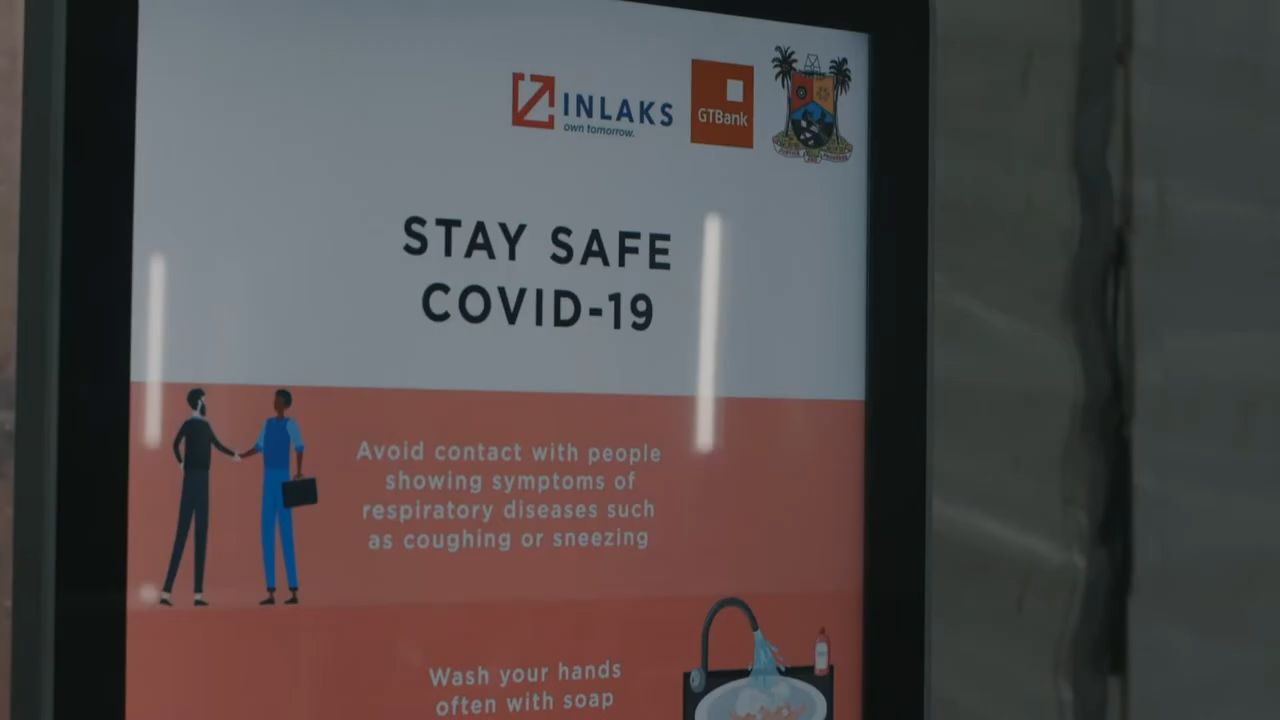 INLAKS
own tomorrow.
GTBank
STAY SAFE
COVID-19
Avoid contact with people
showing symptoms of
respiratory diseases such
as coughing or sneezing
Wash your hands
often with soap